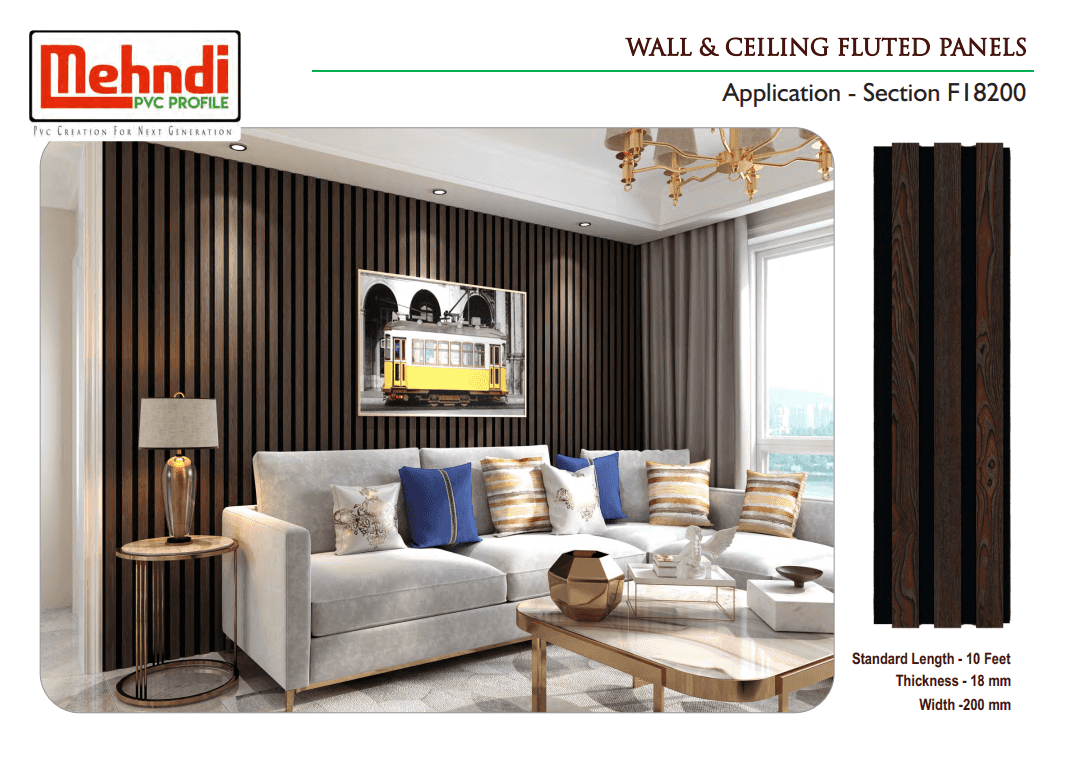 Mehndi
PVC PROFILE
PVC CREATION FOR NEXT GENERATION
WALL & CEILING FLUTED PANELS
Application - Section F18200
Standard Length - 10 Feet
Thickness - 18 mm
Width -200 mm